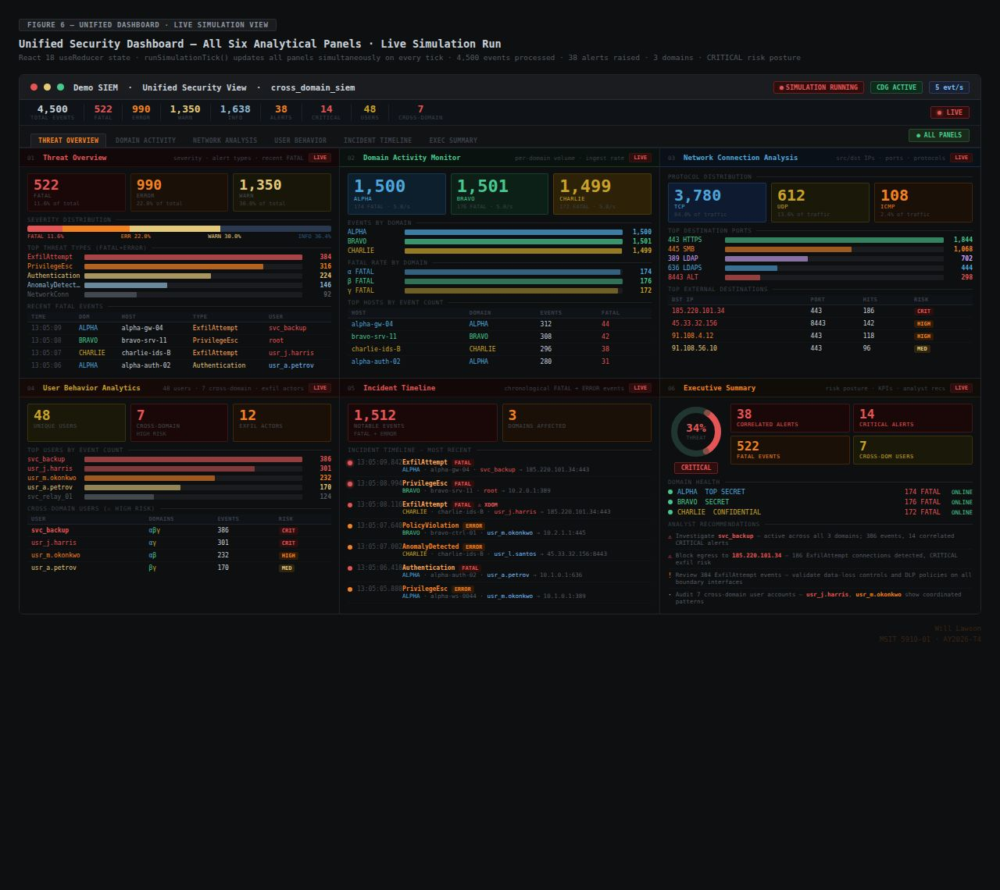 FIGURE 6 — UNIFIED DASHBOARD · LIVE SIMULATION VIEW
Unified Security Dashboard — All Six Analytical Panels · Live Simulation Run
React 18 useReducer state · runSimulationTick() updates all panels simultaneously on every tick · 4,500 events processed · 38 alerts raised · 3 domains · CRITICAL risk posture
Demo SIEM · Unified Security View · cross_domain_siem
SIMULATION RUNNING CDG ACTIVE 5 evt/s
4,500 522 990 1,350 1,638 38 14 48 7
TOTAL EVENTS FATAL ERROR WARN INFO ALERTS CRITICAL USERS CROSS-DOMAIN
LIVE
THREAT OVERVIEW DOMAIN ACTIVITY NETWORK ANALYSIS USER BEHAVIOR INCIDENT TIMELINE EXEC SUMMARY
ALL PANELS
01 Threat Overview severity · alert types · recent FATAL LIVE
522 990 1,350
FATAL ERROR WARN
11.6% of total 22.0% of total 30.0% of total
SEVERITY DISTRIBUTION
FATAL 11.6% ERR 22.0% WARN 30.0% INFO 36.4%
TOP THREAT TYPES (FATAL+ERROR)
ExfilAttempt 384
PrivilegeEsc 316
Authentication 224
AnomalyDetect… 146
NetworkConn 92
RECENT FATAL EVENTS
TIME DOM HOST TYPE USER
13:05:09 ALPHA alpha-gw-04 ExfilAttempt svc_backup
13:05:08 BRAVO bravo-srv-11 PrivilegeEsc root
13:05:07 CHARLIE charlie-ids-B ExfilAttempt usr_j.harris
13:05:06 ALPHA alpha-auth-02 Authentication usr_a.petrov
02 Domain Activity Monitor per-domain volume · ingest rate LIVE
1,500 1,501 1,499
ALPHA BRAVO CHARLIE
174 FATAL · 5.0/s 176 FATAL · 5.0/s 172 FATAL · 5.0/s
EVENTS BY DOMAIN
ALPHA 1,500
BRAVO 1,501
CHARLIE 1,499
FATAL RATE BY DOMAIN
α FATAL 174
β FATAL 176
γ FATAL 172
TOP HOSTS BY EVENT COUNT
HOST DOMAIN EVENTS FATAL
alpha-gw-04 ALPHA 312 44
bravo-srv-11 BRAVO 308 42
charlie-ids-B CHARLIE 296 38
alpha-auth-02 ALPHA 280 31
03 Network Connection Analysis src/dst IPs · ports · protocols LIVE
PROTOCOL DISTRIBUTION
3,780 612 108
TCP UDP ICMP
84.0% of traffic 13.6% of traffic 2.4% of traffic
TOP DESTINATION PORTS
443 HTTPS 1,844
445 SMB 1,068
389 LDAP 702
636 LDAPS 444
8443 ALT 298
TOP EXTERNAL DESTINATIONS
DST IP PORT HITS RISK
185.220.101.34 443 186 CRIT
45.33.32.156 8443 142 HIGH
91.108.4.12 443 118 HIGH
91.108.56.10 443 96 MED
04 User Behavior Analytics 48 users · 7 cross-domain · exfil actors LIVE
48 7 12
UNIQUE USERS CROSS-DOMAIN EXFIL ACTORS
HIGH RISK
TOP USERS BY EVENT COUNT
svc_backup 386
usr_j.harris 301
usr_m.okonkwo 232
usr_a.petrov 170
svc_relay_01 124
CROSS-DOMAIN USERS (⚠ HIGH RISK)
USER DOMAINS EVENTS RISK
svc_backup αβγ 386 CRIT
usr_j.harris αγ 301 CRIT
usr_m.okonkwo αβ 232 HIGH
usr_a.petrov βγ 170 MED
05 Incident Timeline chronological FATAL + ERROR events LIVE
1,512 3
NOTABLE EVENTS DOMAINS AFFECTED
FATAL + ERROR
INCIDENT TIMELINE — MOST RECENT
13:05:09.842 ExfilAttempt FATAL
ALPHA · alpha-gw-04 · svc_backup → 185.220.101.34:443
13:05:08.994 PrivilegeEsc FATAL
BRAVO · bravo-srv-11 · root → 10.2.0.1:389
13:05:08.116 ExfilAttempt FATAL ⚠ XDOM
CHARLIE · charlie-ids-B · usr_j.harris → 185.220.101.34:443
13:05:07.640 PolicyViolation ERROR
BRAVO · bravo-ctrl-01 · usr_m.okonkwo → 10.2.1.1:445
13:05:07.002 AnomalyDetected ERROR
CHARLIE · charlie-ids-B · usr_l.santos → 45.33.32.156:8443
13:05:06.418 Authentication FATAL
ALPHA · alpha-auth-02 · usr_a.petrov → 10.1.0.1:636
13:05:05.880 PrivilegeEsc ERROR
ALPHA · alpha-ws-0044 · usr_m.okonkwo → 10.1.0.1:389
06 Executive Summary risk posture · KPIs · analyst recs LIVE
34%
THREAT
CRITICAL
38 14
CORRELATED ALERTS CRITICAL ALERTS
522 7
FATAL EVENTS CROSS-DOM USERS
DOMAIN HEALTH
ALPHA TOP SECRET 174 FATAL ONLINE
BRAVO SECRET 176 FATAL ONLINE
CHARLIE CONFIDENTIAL 172 FATAL ONLINE
ANALYST RECOMMENDATIONS
⚠ Investigate svc_backup — active across all 3 domains; 386 events, 14 correlated
CRITICAL alerts
⚠ Block egress to 185.220.101.34 — 186 ExfilAttempt connections detected, CRITICAL
exfil risk
! Review 384 ExfilAttempt events — validate data-loss controls and DLP policies on all
boundary interfaces
· Audit 7 cross-domain user accounts — usr_j.harris, usr_m.okonkwo show coordinated
patterns
Will Lawson
MSIT 5910-01 · AY2026-T4